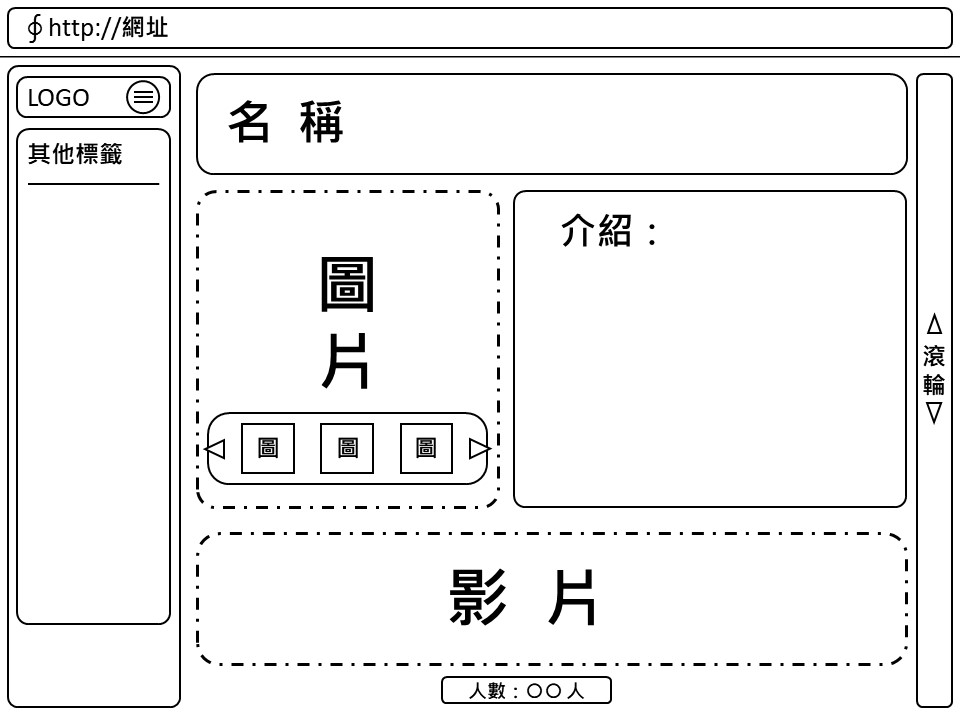 ∮http://網址
LOGO
其他標籤
名 稱
圖
片
圖 圖 圖
介紹：
影 片
人數：〇〇人
滾
輪